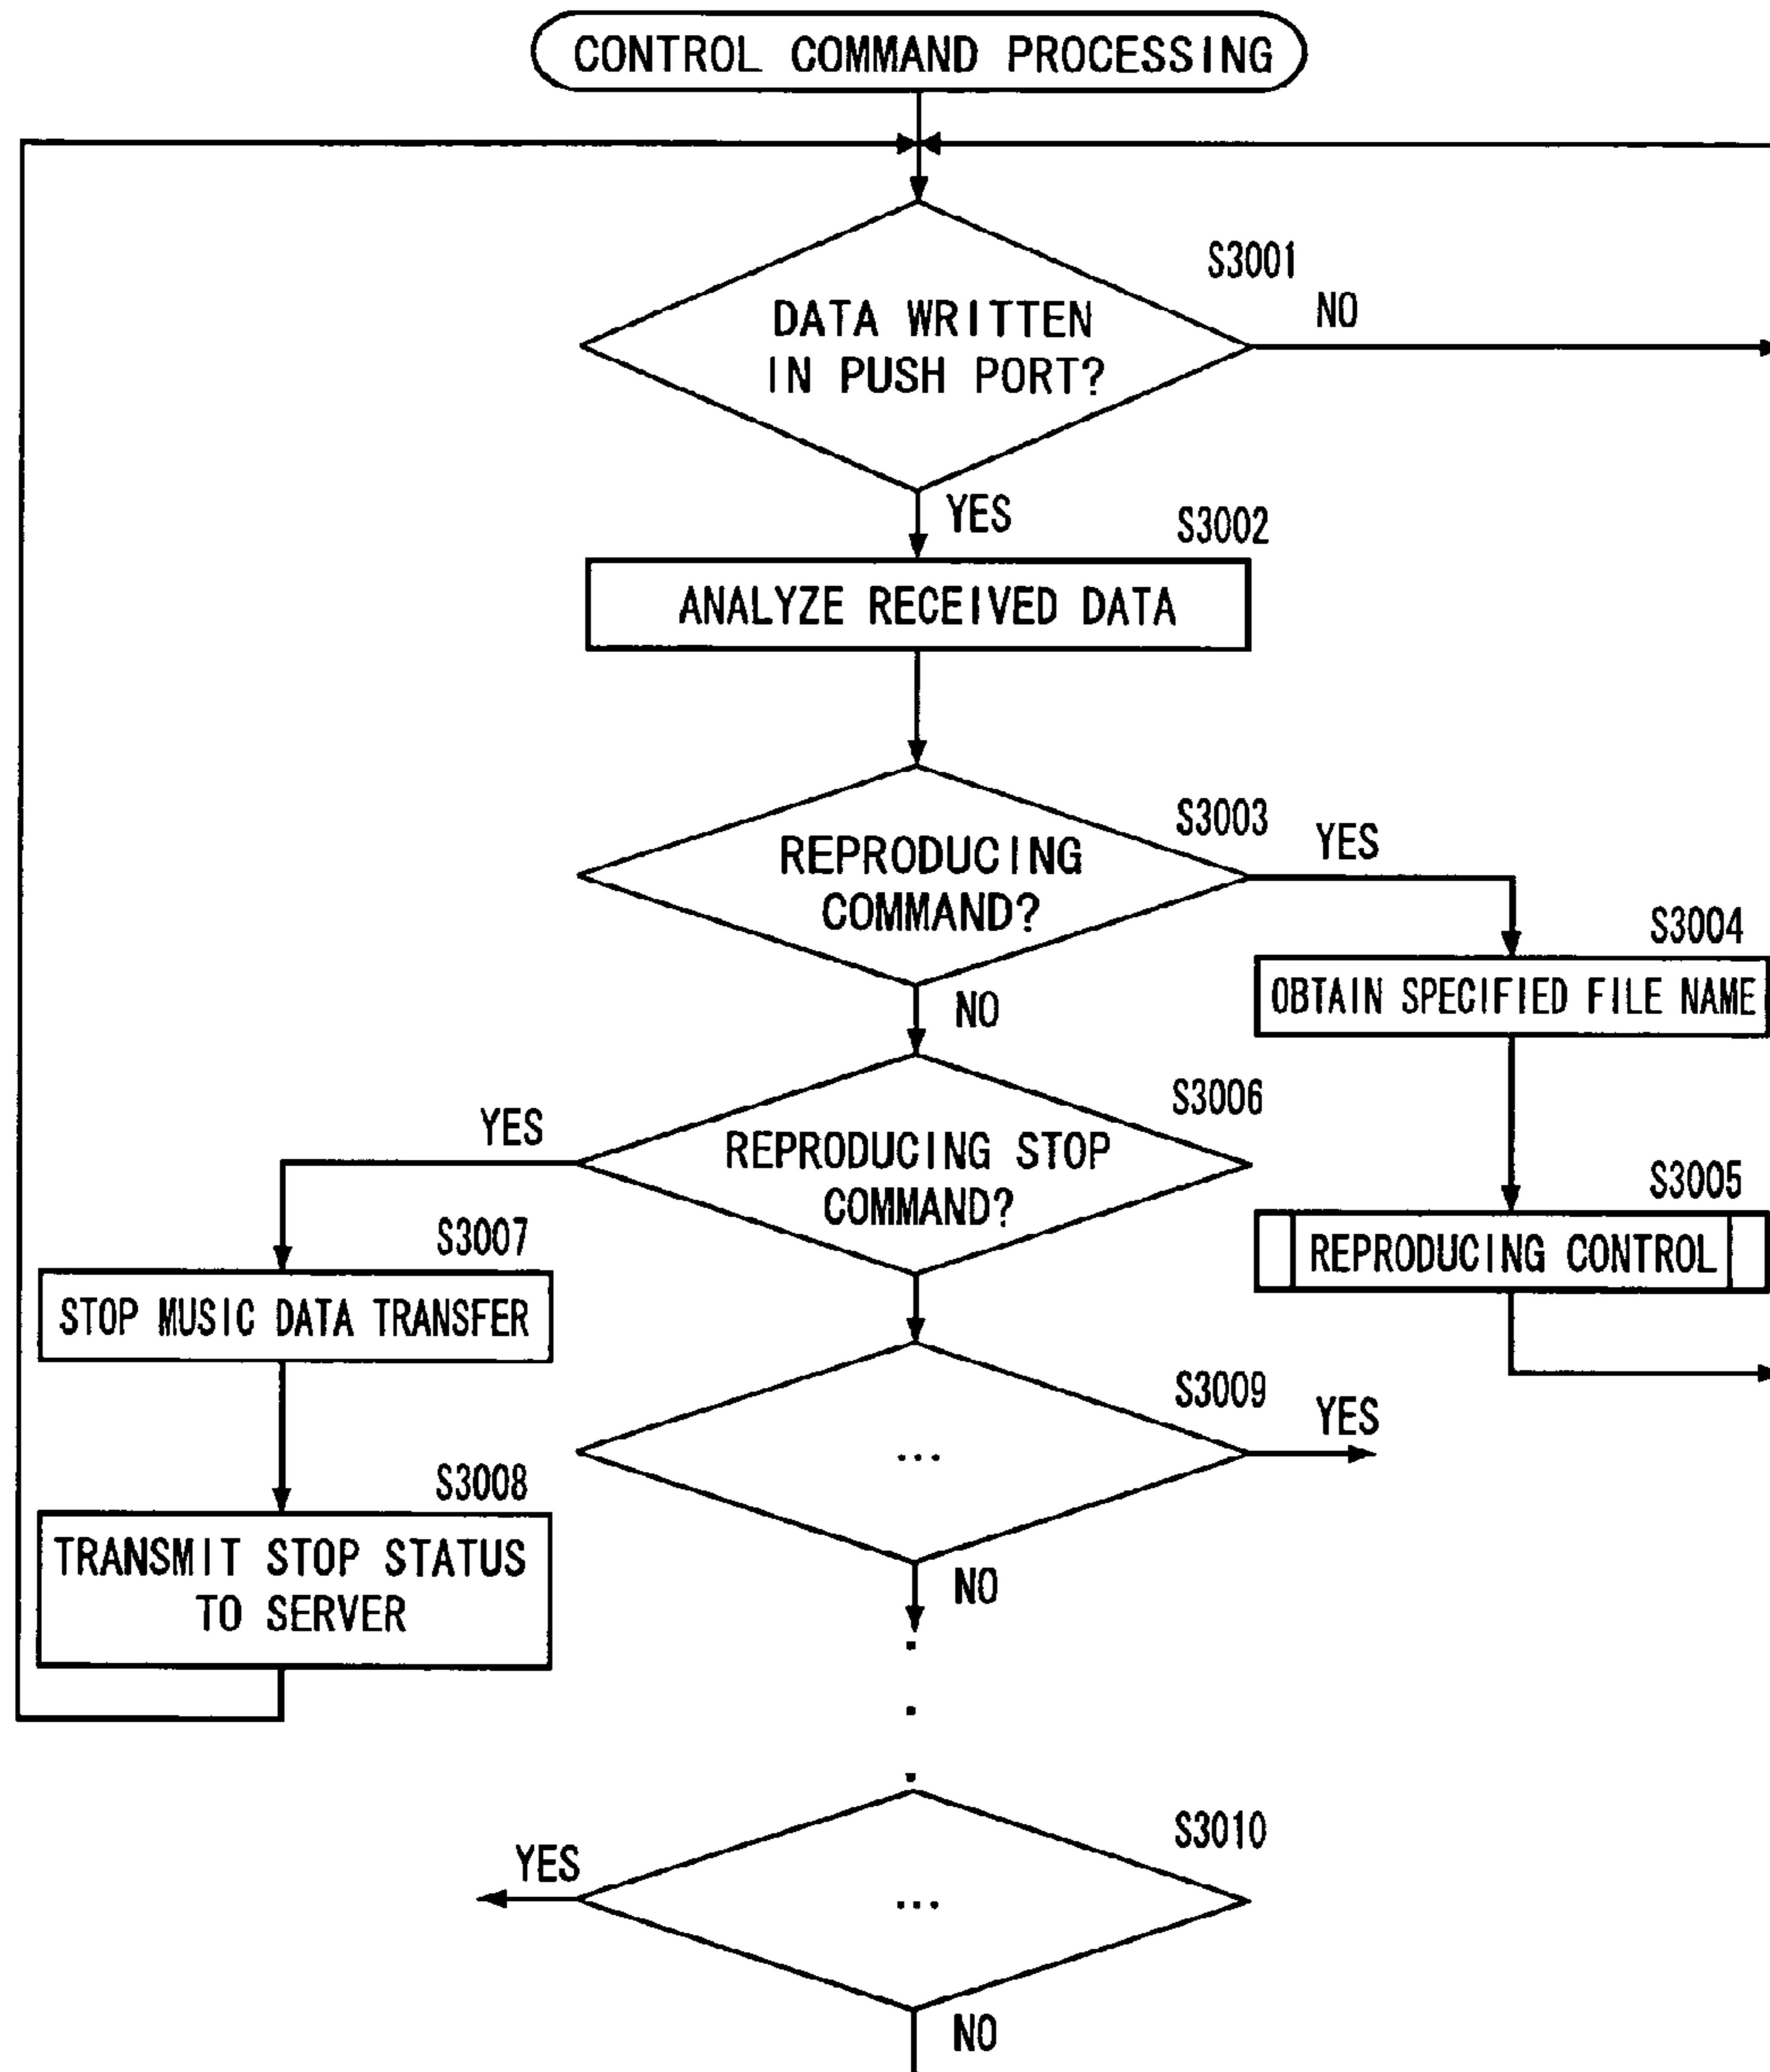 CONTROL COMMAND PROCESSING
S3001
DATA WRITTEN
IN PUSH PORT?
NO
YES
S3002
ANALYZE RECEIVED DATA
S3003
REPRODUCING
COMMAND?
YES
S3004
OBTAIN SPECIFIED FILE NAME
NO
S3006
YES
REPRODUCING STOP
COMMAND?
S3005
REPRODUCING CONTROL
S3007
STOP MUSIC DATA TRANSFER
S3009
YES
...
S3008
TRANSMIT STOP STATUS
TO SERVER
NO
S3010
YES
...
NO